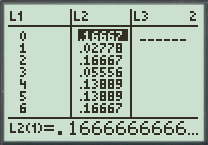 L1 L2 L3 2
0 .16667 ------
1 .02778
2 .16667
3 .05556
4 .13889
5 .13889
6 .16667
L2(1)=.1666666666...